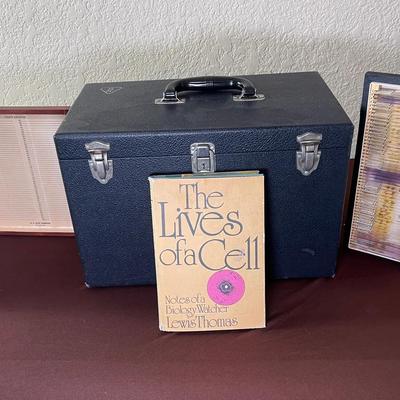 The
Lives
of a Cell
Notes of a
Biology Watcher
Lewis Thomas